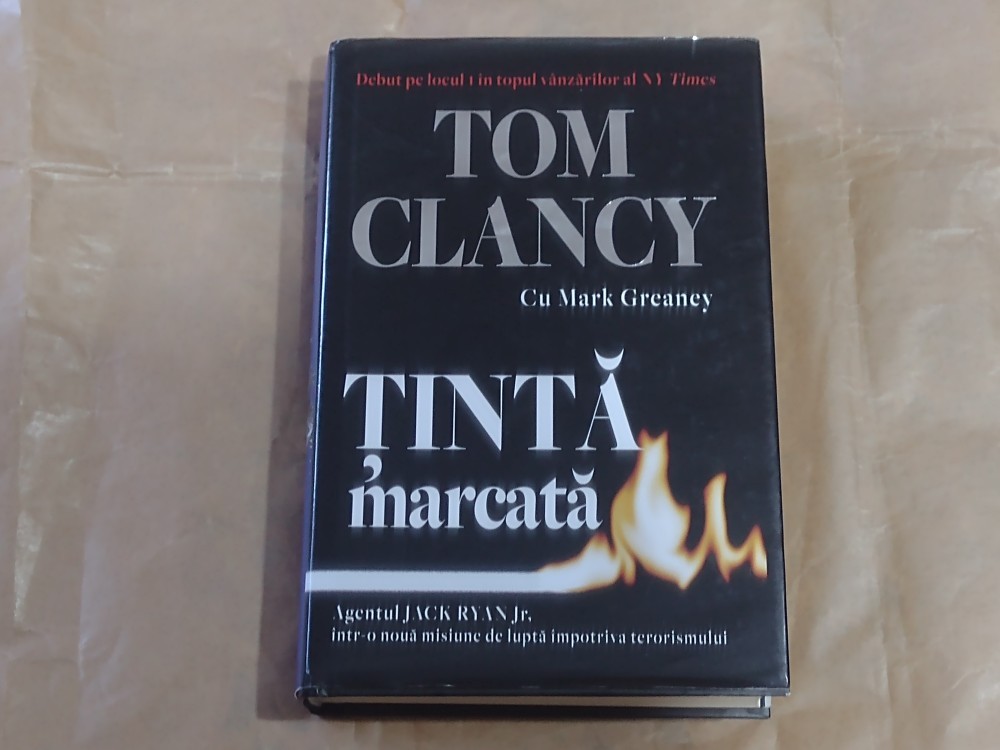 Debut pe locul 1 în topul vânzărilor al NY Times
TOM
CLANCY
Cu Mark Greaney
ȚINTĂ
marcată
Agentul JACK RYAN Jr.
într-o nouă misiune de luptă împotriva terorismului